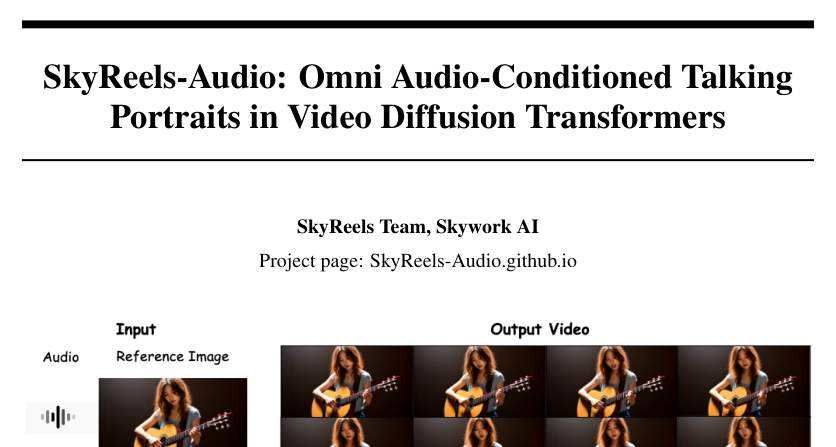 SkyReels-Audio: Omni Audio-Conditioned Talking
Portraits in Video Diffusion Transformers
SkyReels Team, Skywork AI
Project page: SkyReels-Audio.github.io
Input
Output Video
Audio
Reference Image